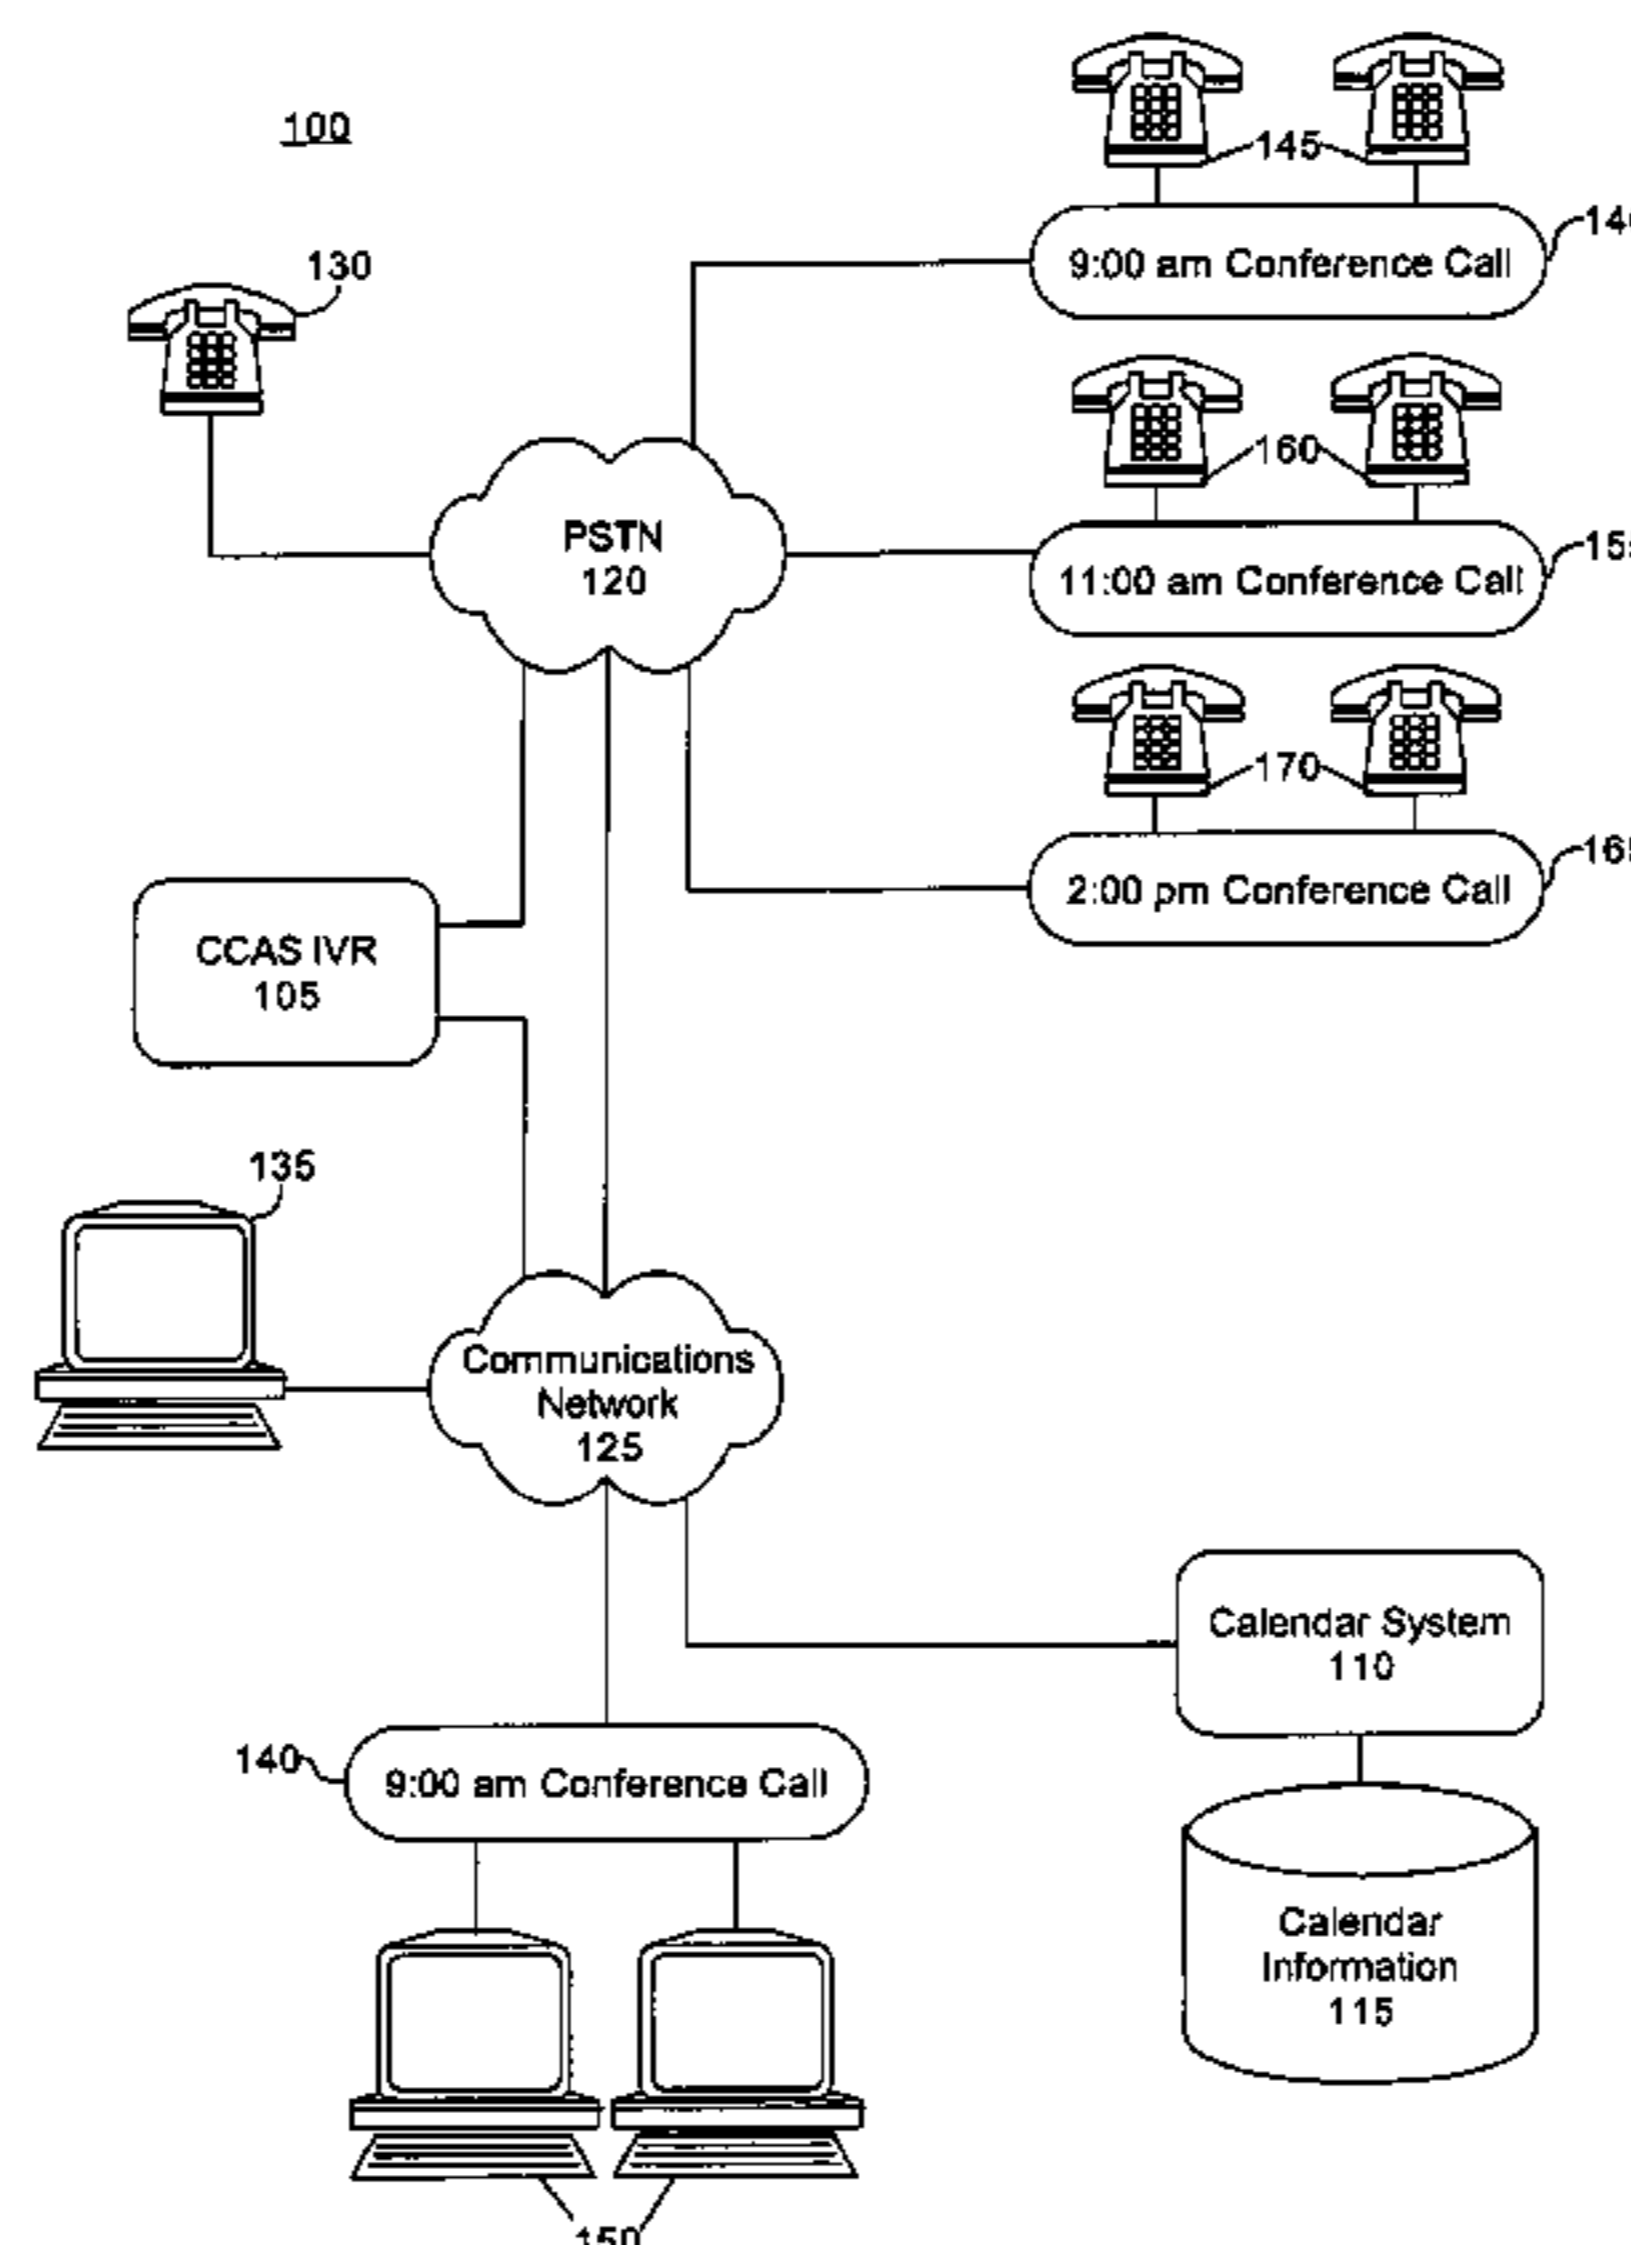 100
145
9:00 am Conference Call
130
160
PSTN
120
11:00 am Conference Call
170
2:00 pm Conference Call
CCAS IVR
105
135
Communications
Network
125
Calendar System
110
140
9:00 am Conference Call
Calendar
Information
115
150